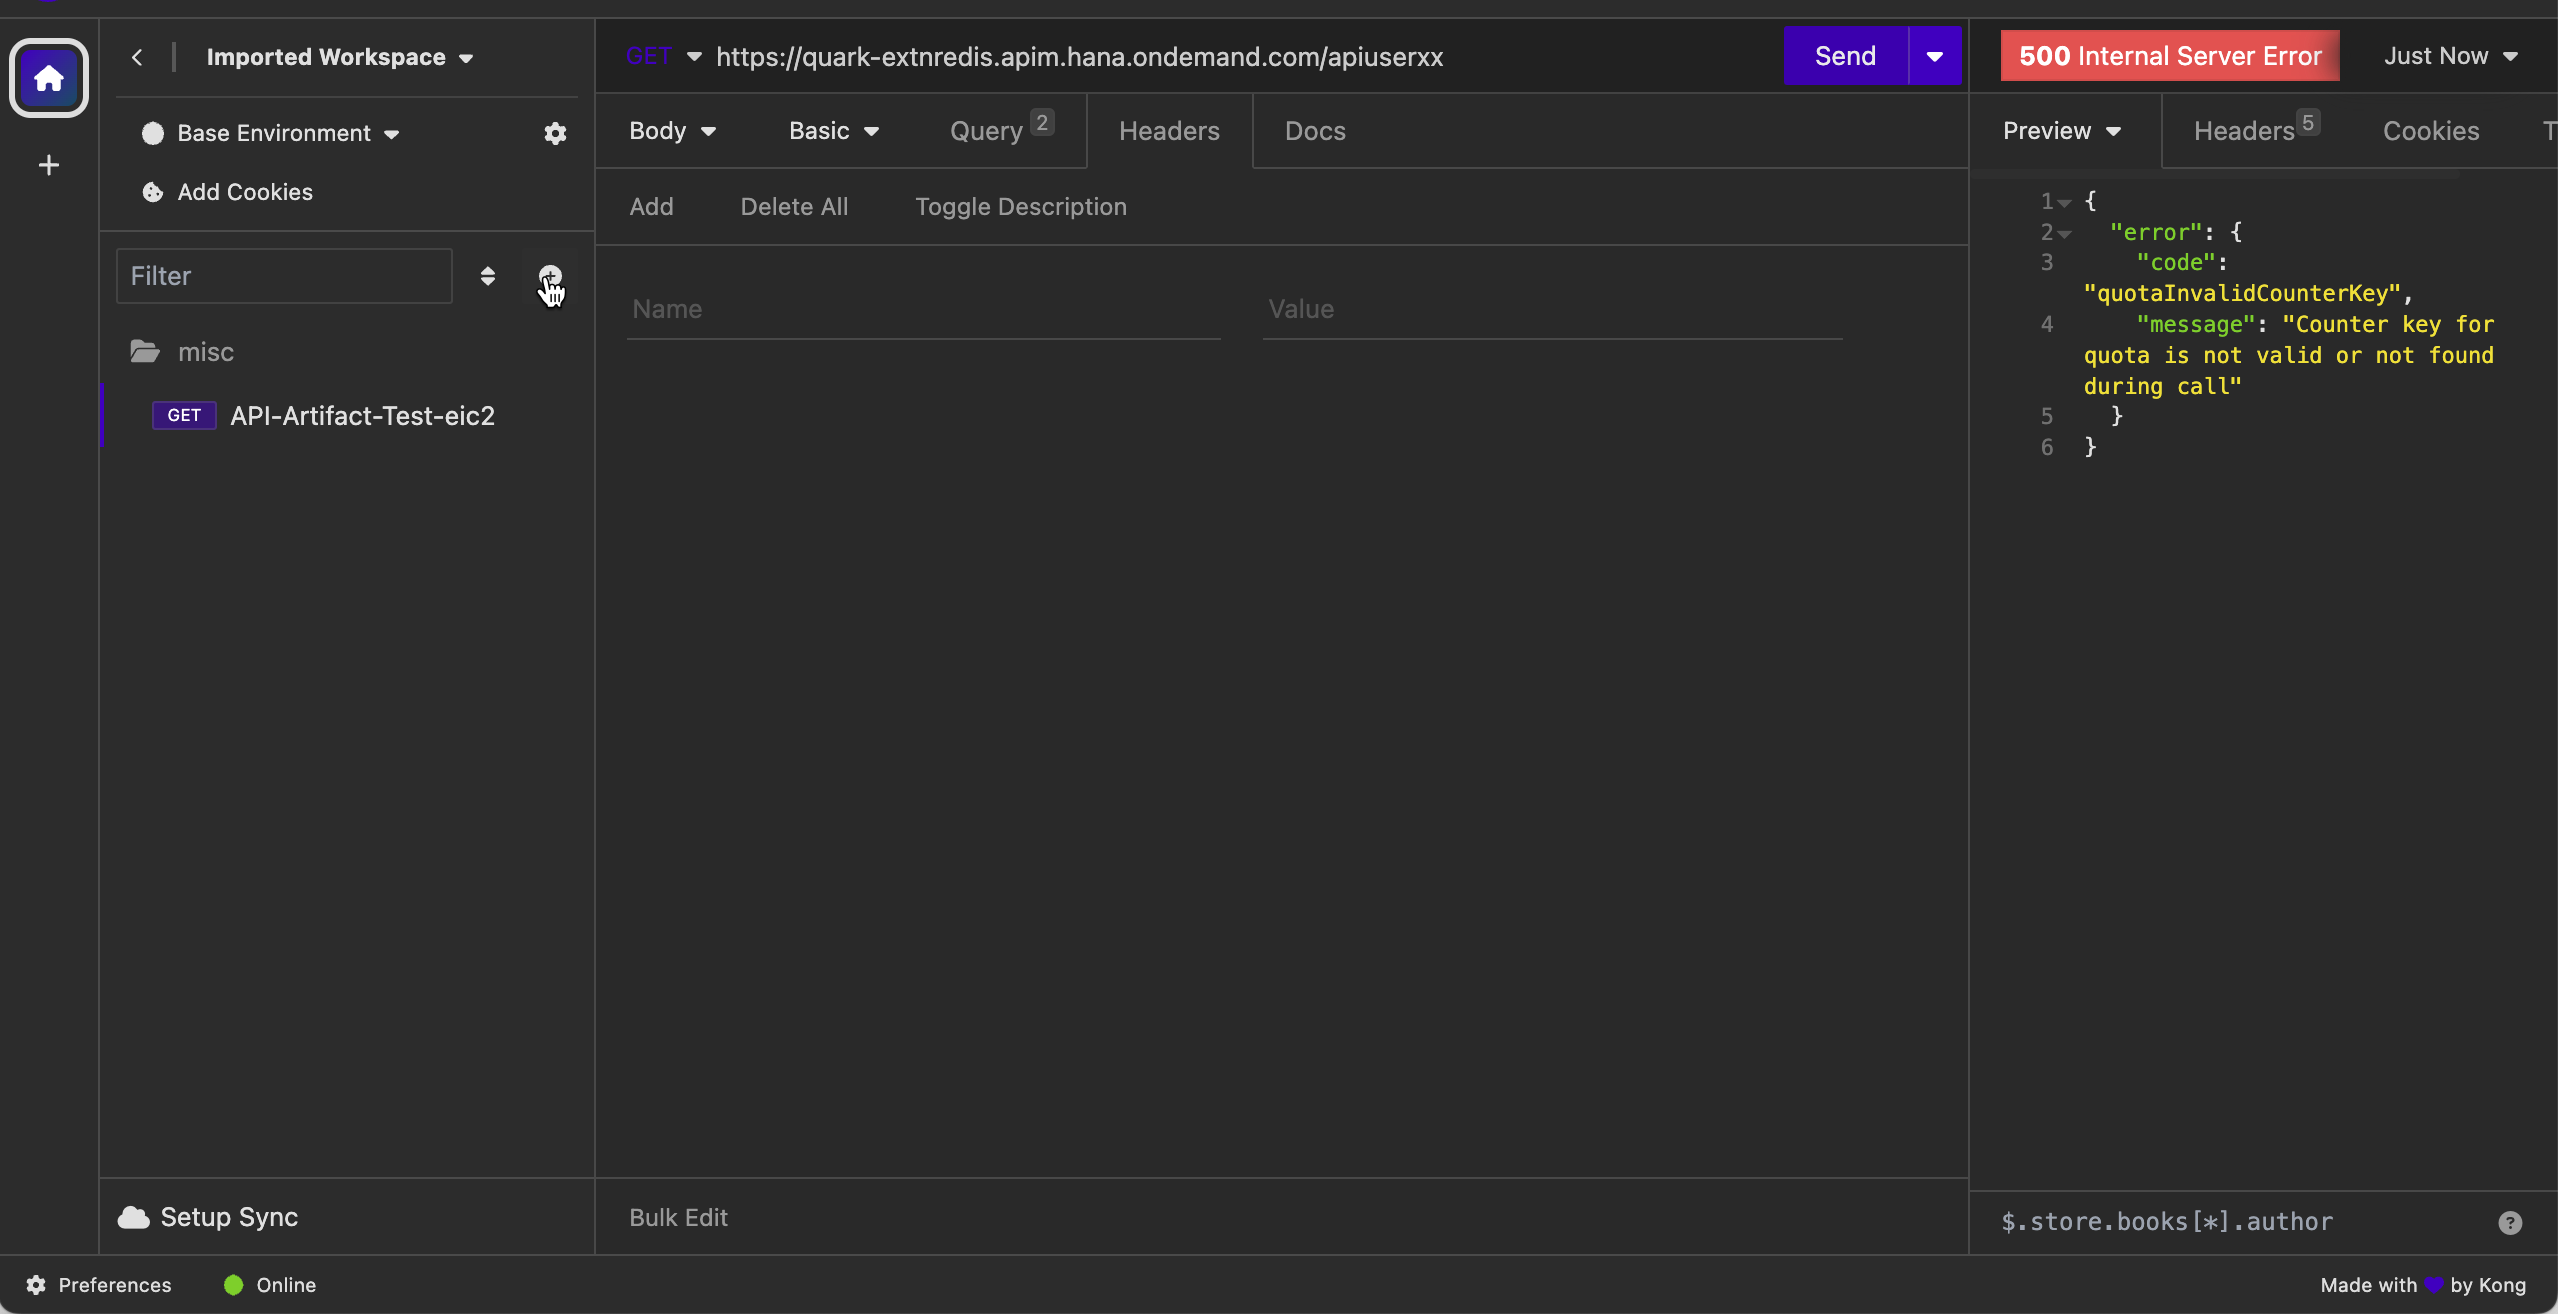 Imported Workspace
GET https://quark-extnredis.apim.hana.ondemand.com/apiuserxx
Send
500 Internal Server Error
Just Now
Base Environment
Add Cookies
Body
Basic
Query 2
Headers
Docs
Preview
Headers 5
Cookies
T
Add
Delete All
Toggle Description
Filter
Name
Value
misc
GET API-Artifact-Test-eic2
1 {
2 "error": {
3 "code":
"quotaInvalidCounterKey",
4 "message": "Counter key for
quota is not valid or not found
during call"
5 }
6 }
Setup Sync
Bulk Edit
$.store.books[*].author
?
Preferences
Online
Made with by Kong